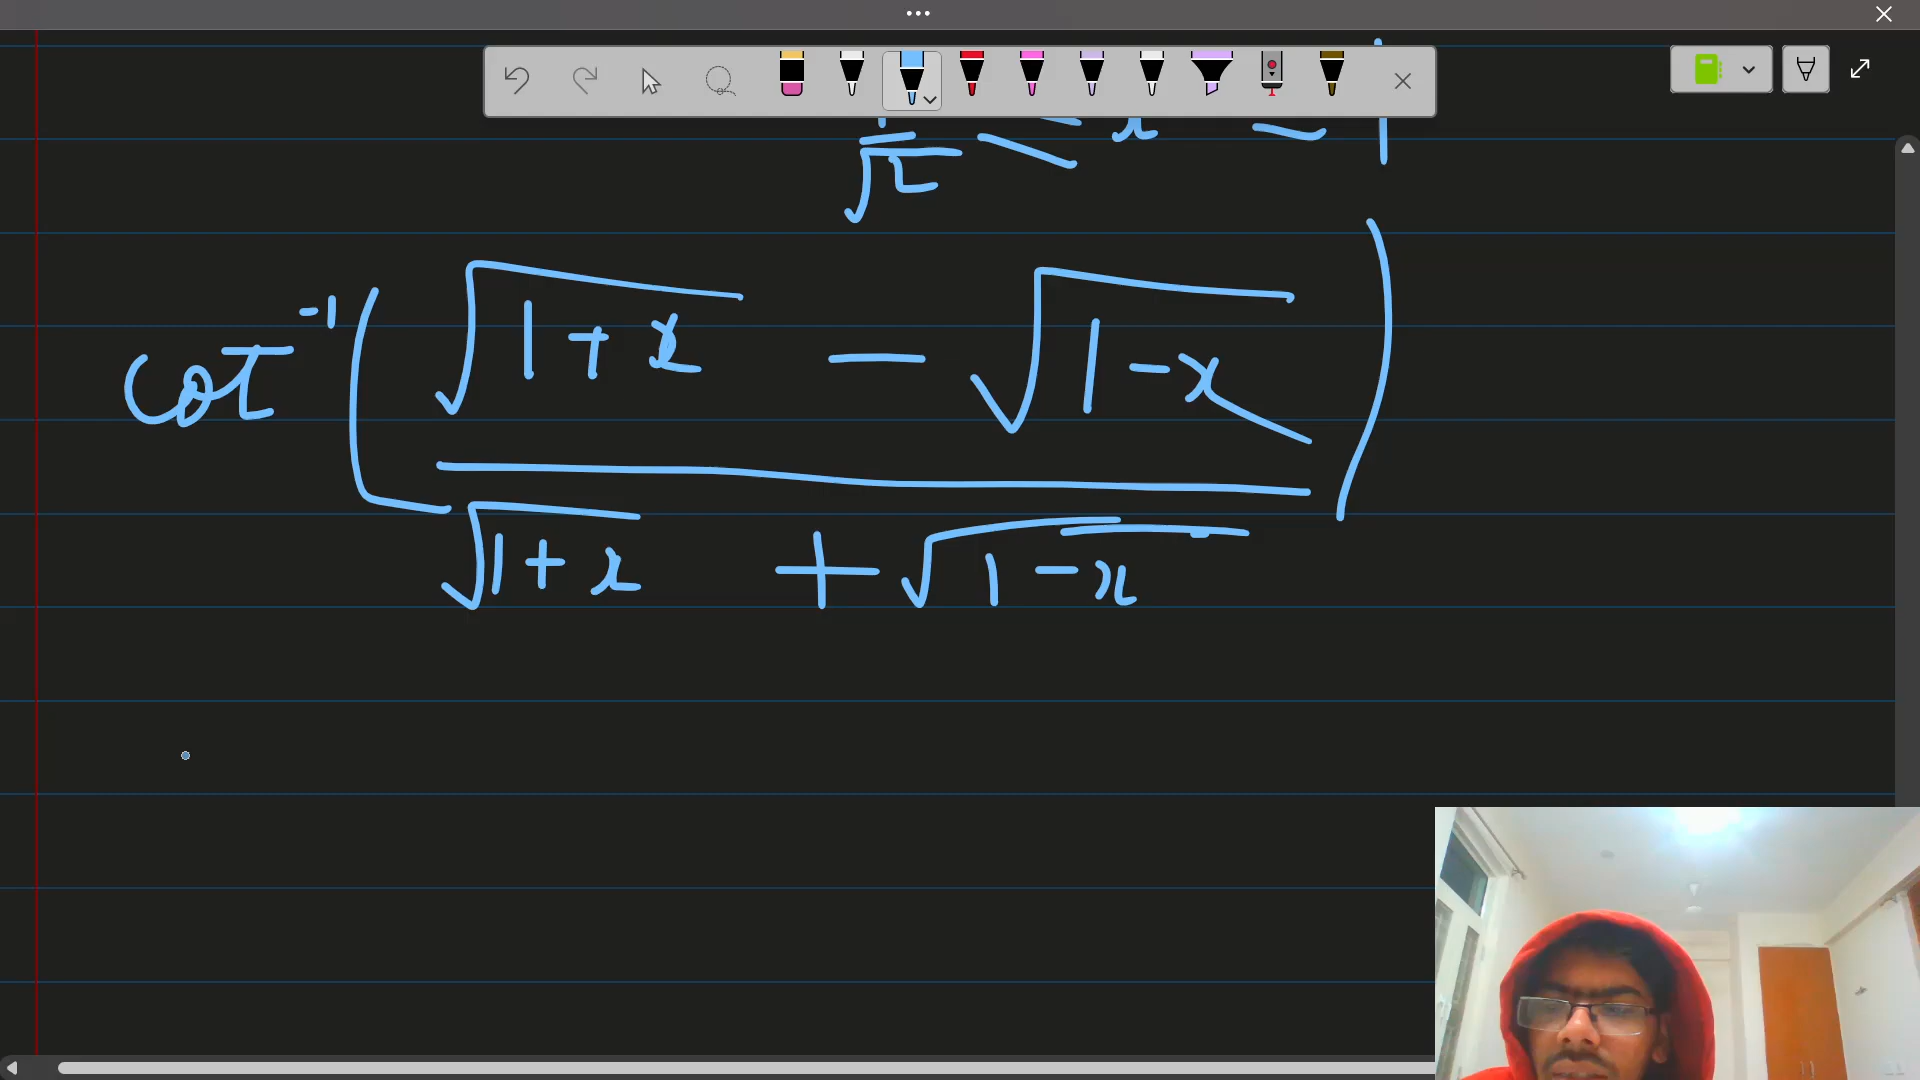 cot⁻¹ ( √1+x − √1−x )
√1+x + √1−x